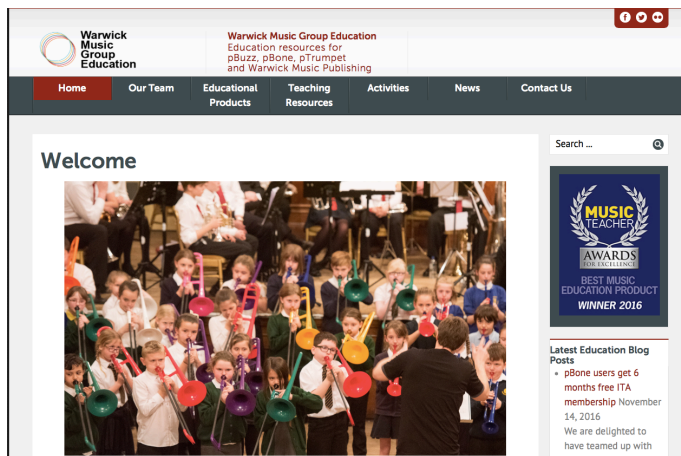 Warwick
Music
Group
Education
Warwick Music Group Education
Education resources for
pBuzz, pBone, pTrumpet
and Warwick Music Publishing
Home
Our Team
Educational
Products
Teaching
Resources
Activities
News
Contact Us
Welcome
Search ...
MUSIC
TEACHER
AWARDS
FOR EXCELLENCE
BEST MUSIC
EDUCATION PRODUCT
WINNER 2016
Latest Education Blog
Posts
pBone users get 6
months free ITA
membership November
14, 2016
We are delighted to
have teamed up with